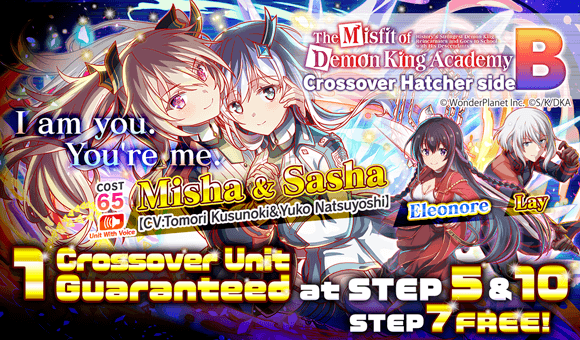 The Misfit of
History's Strongest Demon King
Reincarnates and Goes to School
with His Descendants
Demon King Academy
Crossover Hatcher side
B
© WonderPlanet Inc. ©S/K/DKA
I am you.
You're me.
COST
65
Unit With Voice
Misha & Sasha
[CV:Tomori Kusunoki&Yuko Natsuyoshi]
Eleonore
Lay
1 Crossover Unit
Guaranteed at STEP 5 & 10
STEP 7 FREE!